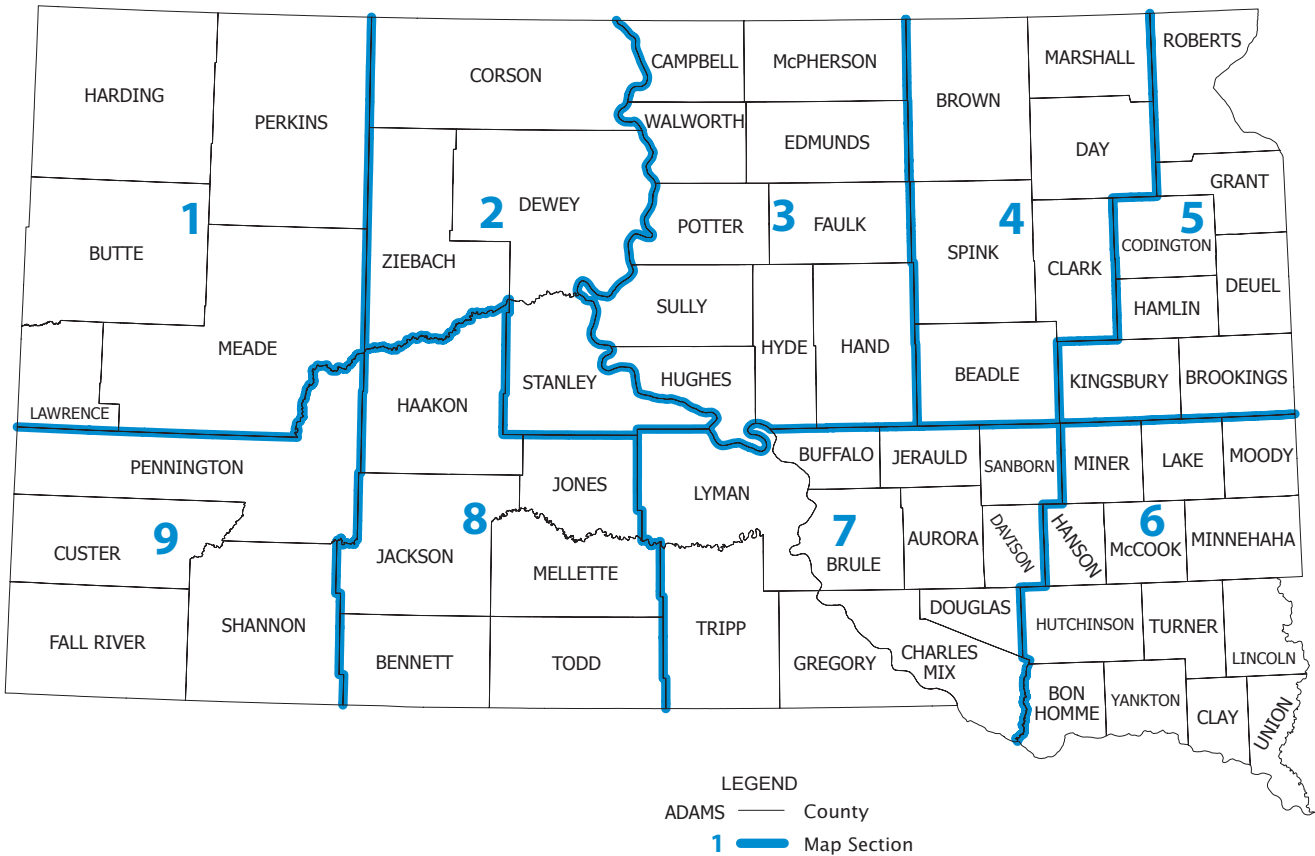 HARDING
PERKINS
CORSON
CAMPBELL
McPHERSON
BROWN
MARSHALL
ROBERTS
WALWORTH
EDMUNDS
DAY
GRANT
BUTTE
1
2
DEWEY
ZIEBACH
POTTER
3
FAULK
SPINK
4
CLARK
5
CODINGTON
HAMLIN
DEUEL
MEADE
SULLY
HYDE
HAND
STANLEY
HUGHES
BEADLE
KINGSBURY
BROOKINGS
LAWRENCE
HAAKON
PENNINGTON
JONES
LYMAN
BUFFALO
JERAULD
SANBORN
MINER
LAKE
MOODY
CUSTER
9
JACKSON
8
MELLETTE
7
BRULE
AURORA
DAVISON
HANSON
6
McCOOK
MINNEHAHA
FALL RIVER
SHANNON
BENNETT
TODD
TRIPP
GREGORY
DOUGLAS
CHARLES
MIX
HUTCHINSON
TURNER
LINCOLN
BON
HOMME
YANKTON
CLAY
UNION
LEGEND
ADAMS County
1 Map Section